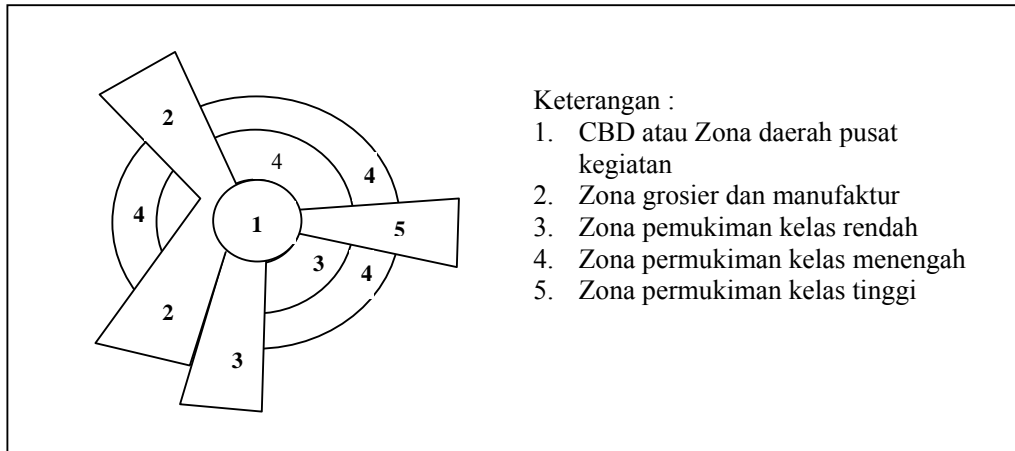 2
4
4
4
4
1
5
3
4
2
3
Keterangan :
1. CBD atau Zona daerah pusat
kegiatan
2. Zona grosier dan manufaktur
3. Zona pemukiman kelas rendah
4. Zona permukiman kelas menengah
5. Zona permukiman kelas tinggi